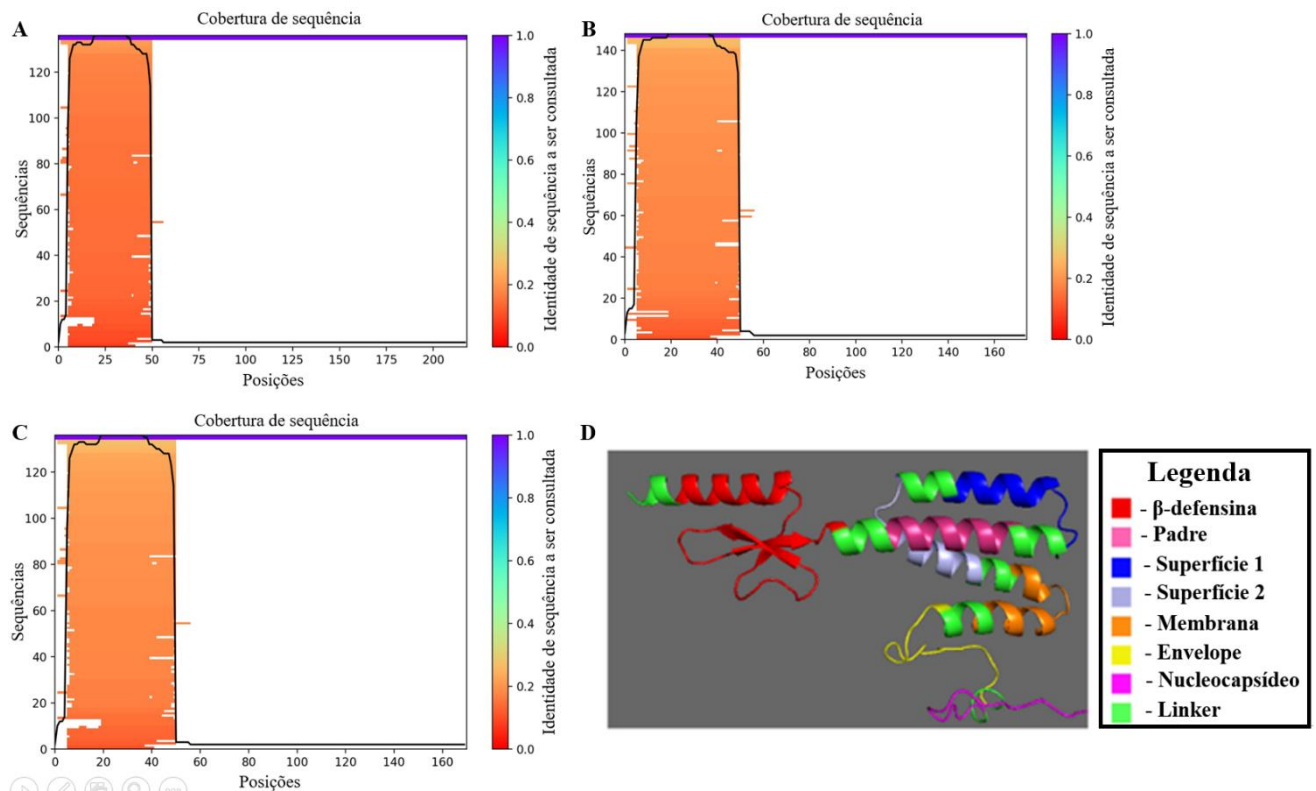 A
Cobertura de sequência
Sequências
120
100
80
60
40
20
0
0 25 50 75 100 125 150 175 200
Posições
1.0
0.8
0.6
0.4
0.2
0.0
Identidade de sequência a ser consultada
B
Cobertura de sequência
Sequências
140
120
100
80
60
40
20
0
0 20 40 60 80 100 120 140 160
Posições
1.0
0.8
0.6
0.4
0.2
0.0
Identidade de sequência a ser consultada
C
Cobertura de sequência
Sequências
120
100
80
60
40
20
0
0 20 40 60 80 100 120 140 160
Posições
1.0
0.8
0.6
0.4
0.2
0.0
Identidade de sequência a ser consultada
D
Legenda
- β-defensina
- Padre
- Superfície 1
- Superfície 2
- Membrana
- Envelope
- Nucleocapsídeo
- Linker